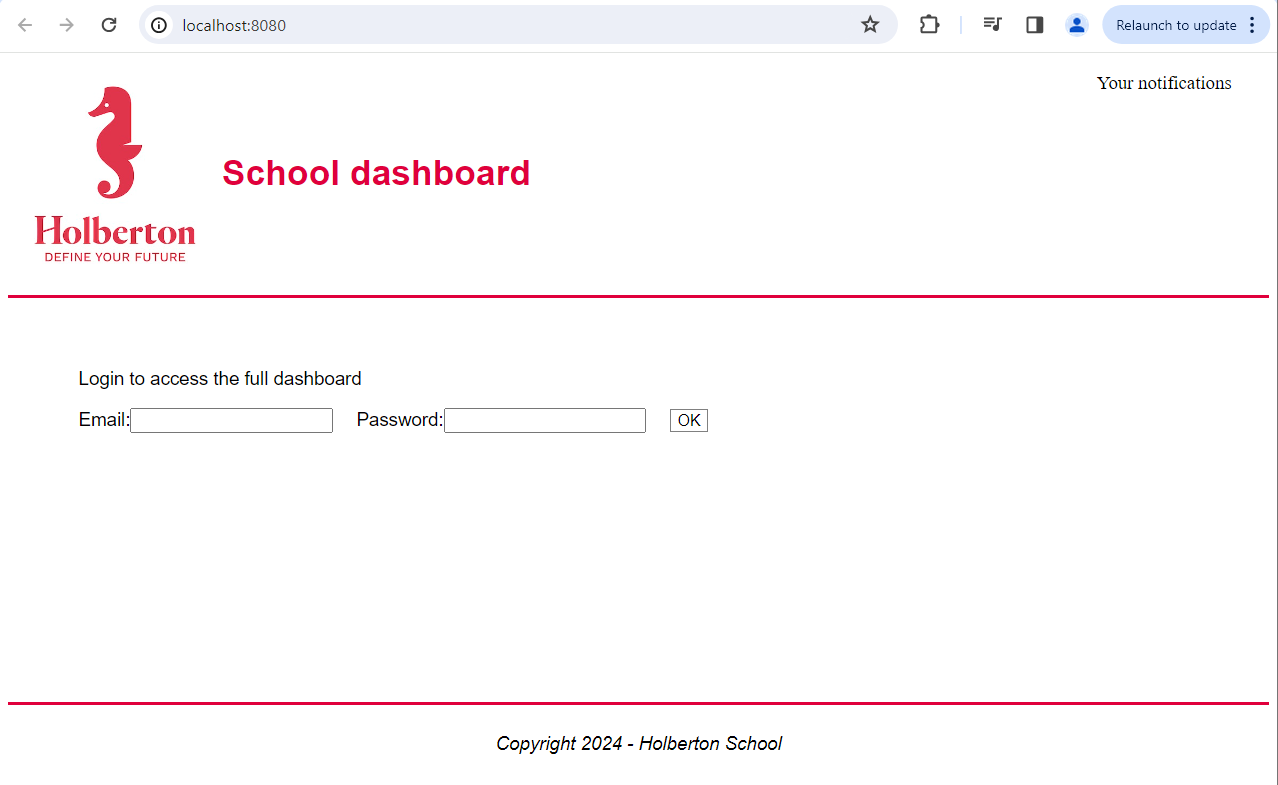 localhost:8080
Relaunch to update
Your notifications
School dashboard
Holberton
DEFINE YOUR FUTURE
Login to access the full dashboard
Email: Password: OK
Copyright 2024 - Holberton School